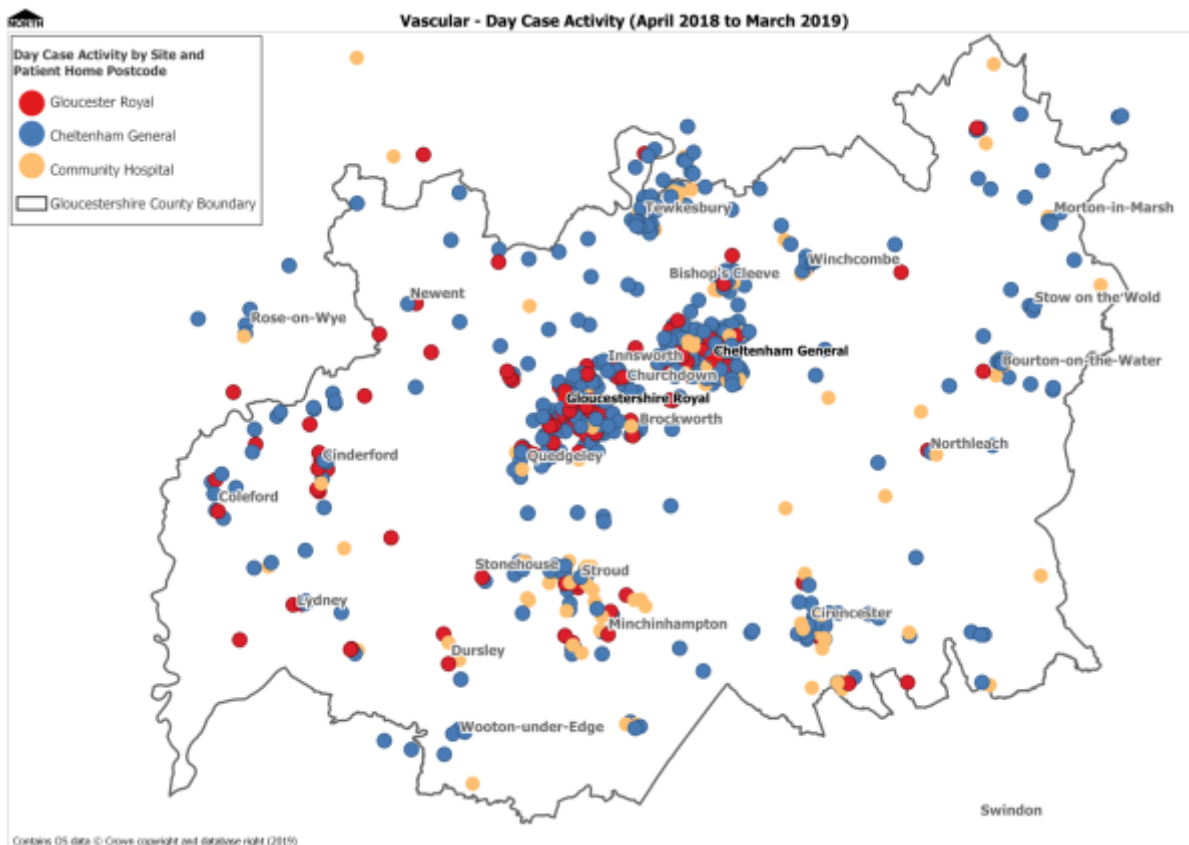 NORTH
Vascular - Day Case Activity (April 2018 to March 2019)
Day Case Activity by Site and
Patient Home Postcode
Gloucester Royal
Cheltenham General
Community Hospital
Gloucestershire County Boundary
Tewkesbury
Morton-in-Marsh
Winchcombe
Bishop's Cleeve
Newent
Stow on the Wold
Rose-on-Wye
Innsworth
Cheltenham General
Bourton-on-the-Water
Churchdown
Gloucestershire Royal
Brockworth
Northleach
Cinderford
Quedgeley
Coleford
Stonehouse
Stroud
Lydney
Cirencester
Minchinhampton
Dursley
Wooton-under-Edge
Swindon
Contains OS data © Crown copyright and database right (2019)